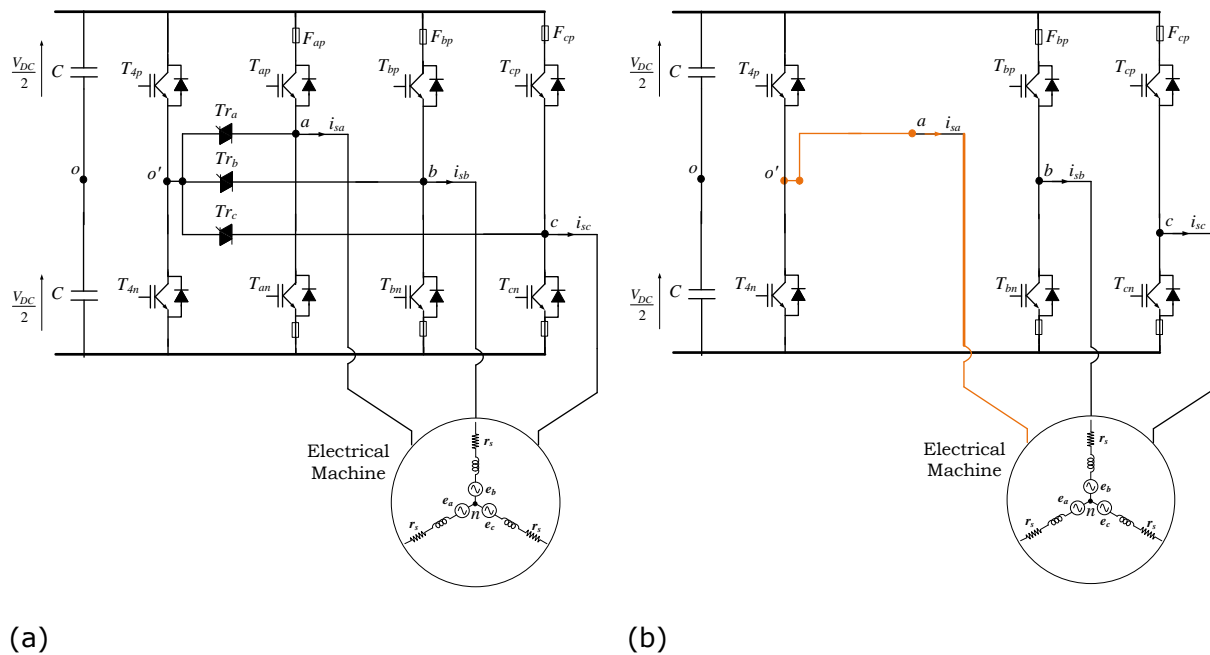 V_DC
2
C
o
V_DC
2
C
T_4p
T_ap
T_bp
T_cp
F_ap
F_bp
F_cp
Tr_a
Tr_b
Tr_c
o'
a
i_sa
b
i_sb
c
i_sc
T_4n
T_an
T_bn
T_cn
Electrical
Machine
r_s
e_b
e_a
n
e_c
r_s
r_s
(a)
V_DC
2
C
o
V_DC
2
C
T_4p
T_bp
T_cp
F_bp
F_cp
o'
a
i_sa
b
i_sb
c
i_sc
T_4n
T_bn
T_cn
Electrical
Machine
r_s
e_b
e_a
n
e_c
r_s
r_s
(b)